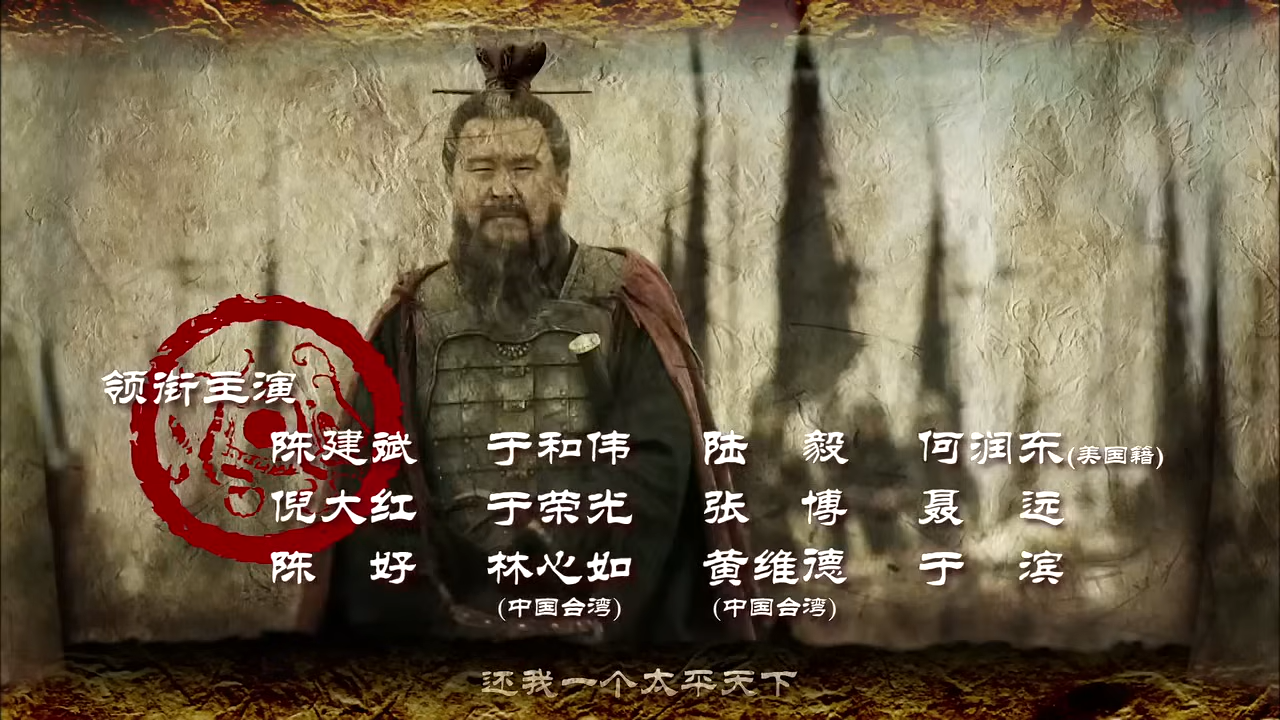 领衔主演
陈建斌 于和伟 陆毅 何润东(美国籍)
倪大红 于荣光 张博 聂远
陈好 林心如 黄维德 于滨
(中国台湾) (中国台湾)
还我一个太平天下